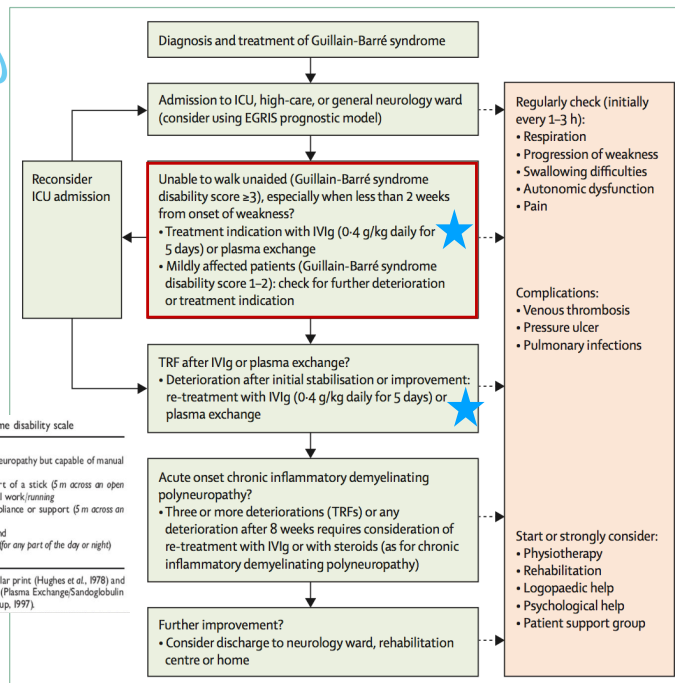 Diagnosis and treatment of Guillain-Barré syndrome
Admission to ICU, high-care, or general neurology ward
(consider using EGRIS prognostic model)
Reconsider
ICU admission
Unable to walk unaided (Guillain-Barré syndrome
disability score ≥3), especially when less than 2 weeks
from onset of weakness?
• Treatment indication with IVIg (0·4 g/kg daily for
5 days) or plasma exchange
• Mildly affected patients (Guillain-Barré syndrome
disability score 1–2): check for further deterioration
or treatment indication
TRF after IVIg or plasma exchange?
• Deterioration after initial stabilisation or improvement:
re-treatment with IVIg (0·4 g/kg daily for 5 days) or
plasma exchange
Acute onset chronic inflammatory demyelinating
polyneuropathy?
• Three or more deteriorations (TRFs) or any
deterioration after 8 weeks requires consideration of
re-treatment with IVIg or with steroids (as for chronic
inflammatory demyelinating polyneuropathy)
Further improvement?
• Consider discharge to neurology ward, rehabilitation
centre or home
Regularly check (initially
every 1–3 h):
• Respiration
• Progression of weakness
• Swallowing difficulties
• Autonomic dysfunction
• Pain
Complications:
• Venous thrombosis
• Pressure ulcer
• Pulmonary infections
Start or strongly consider:
• Physiotherapy
• Rehabilitation
• Logopaedic help
• Psychological help
• Patient support group
disability scale
europathy but capable of manual
of a stick (5 m across an open
work/running
pliance or support (5 m across an
(for any part of the day or night)
lar print (Hughes et al., 1978) and
(Plasma Exchange/Sandoglobulin
up, 1997).